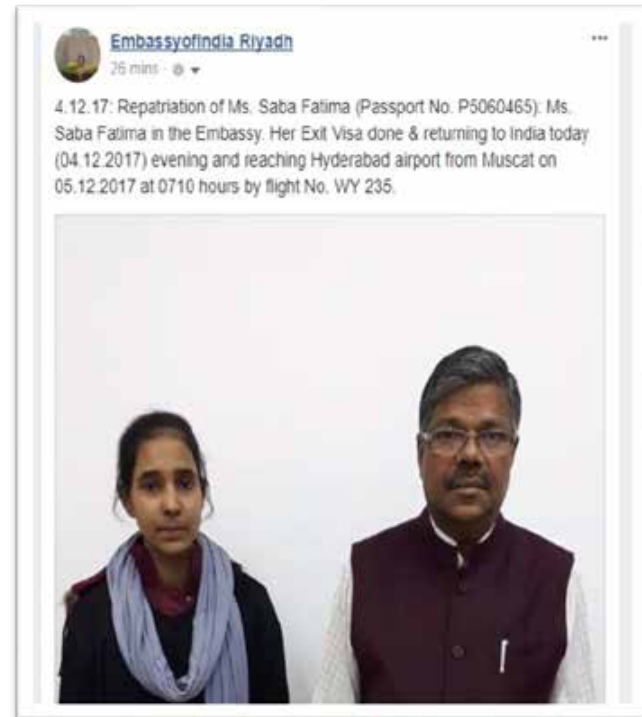 EmbassyofIndia Riyadh
26 mins ·
4.12.17: Repatriation of Ms. Saba Fatima (Passport No. P5060465): Ms.
Saba Fatima in the Embassy. Her Exit Visa done & returning to India today
(04.12.2017) evening and reaching Hyderabad airport from Muscat on
05.12.2017 at 0710 hours by flight No. WY 235.